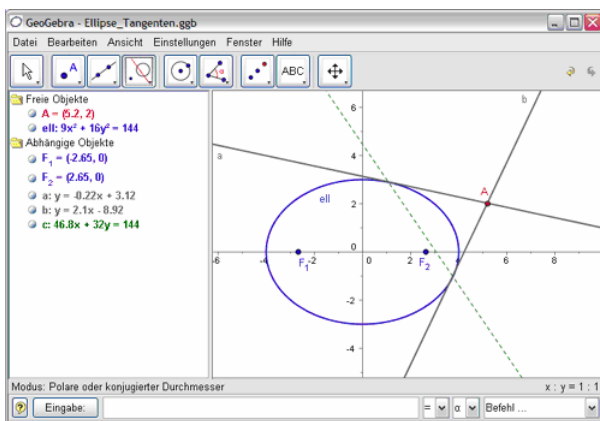 GeoGebra - Ellipse_Tangenten.ggb
Datei Bearbeiten Ansicht Einstellungen Fenster Hilfe
A ABC
Freie Objekte
A = (5.2, 2)
ell: 9x² + 16y² = 144
Abhängige Objekte
F₁ = (-2.65, 0)
F₂ = (2.65, 0)
a: y = -0.22x + 3.12
b: y = 2.1x - 8.92
c: 46.8x + 32y = 144
6
b
4
a
ell
2
A
0
-6 -4 -2 0 2 4 6 8
F₁ F₂
-2
-4
Modus: Polare oder konjugierter Durchmesser x : y = 1 : 1
? Eingabe: = α Befehl ...